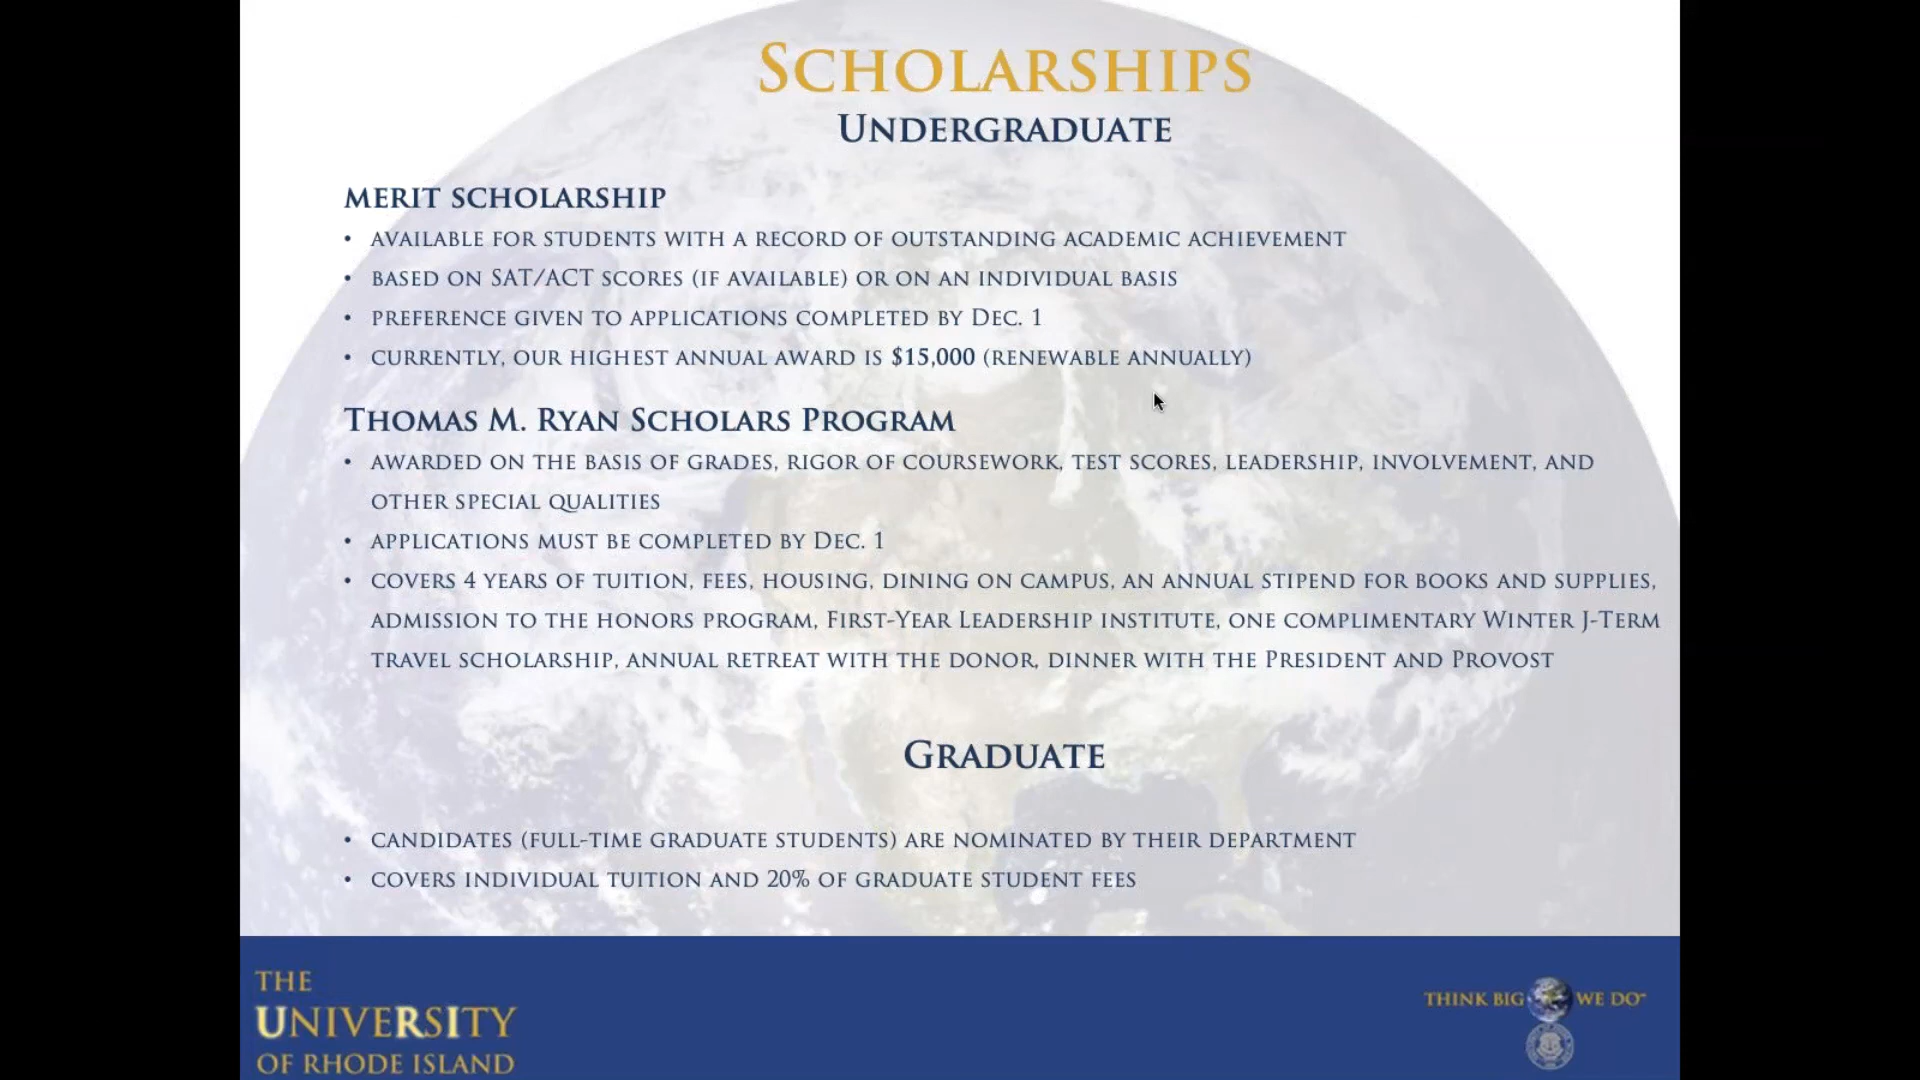 Scholarships
Undergraduate
merit scholarship
• available for students with a record of outstanding academic achievement
• based on SAT/ACT scores (if available) or on an individual basis
• preference given to applications completed by Dec. 1
• currently, our highest annual award is $15,000 (renewable annually)
Thomas M. Ryan Scholars Program
• awarded on the basis of grades, rigor of coursework, test scores, leadership, involvement, and
other special qualities
• applications must be completed by Dec. 1
• covers 4 years of tuition, fees, housing, dining on campus, an annual stipend for books and supplies,
admission to the honors program, First-Year Leadership institute, one complimentary Winter J-Term
travel scholarship, annual retreat with the donor, dinner with the President and Provost
Graduate
• candidates (full-time graduate students) are nominated by their department
• covers individual tuition and 20% of graduate student fees
THE
UNIVERSITY
OF RHODE ISLAND
THINK BIG WE DO